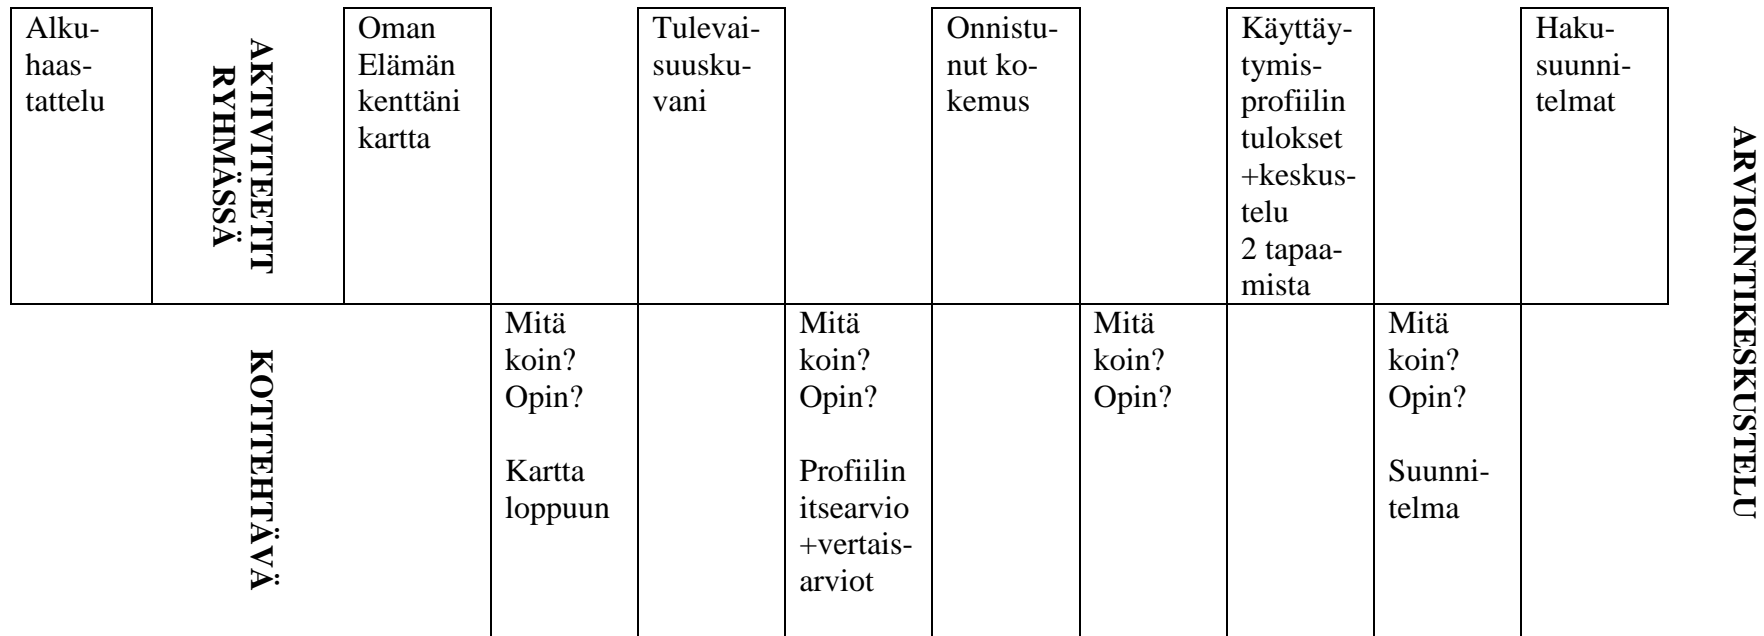 Alku-
haas-
tattelu
AKTIVITEETIT
RYHMÄSSÄ
Oman
Elämän
kenttäni
kartta
Tulevai-
suusku-
vani
Onnistu-
nut ko-
kemus
Käyttäy-
tymis-
profiilin
tulokset
+keskus-
telu
2 tapaa-
mista
Haku-
suunni-
telmat
KOTITEHTÄVÄ
Mitä
koin?
Opin?
Kartta
loppuun
Mitä
koin?
Opin?
Profiilin
itsearvio
+vertais-
arviot
Mitä
koin?
Opin?
Mitä
koin?
Opin?
Suunni-
telma
ARVIOINTIKESKUSTELU